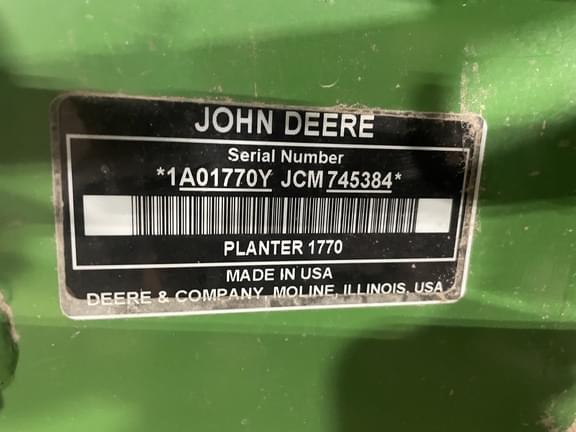 JOHN DEERE
Serial Number
*1A01770Y JCM745384*
PLANTER 1770
MADE IN USA
DEERE & COMPANY, MOLINE, ILLINOIS, USA